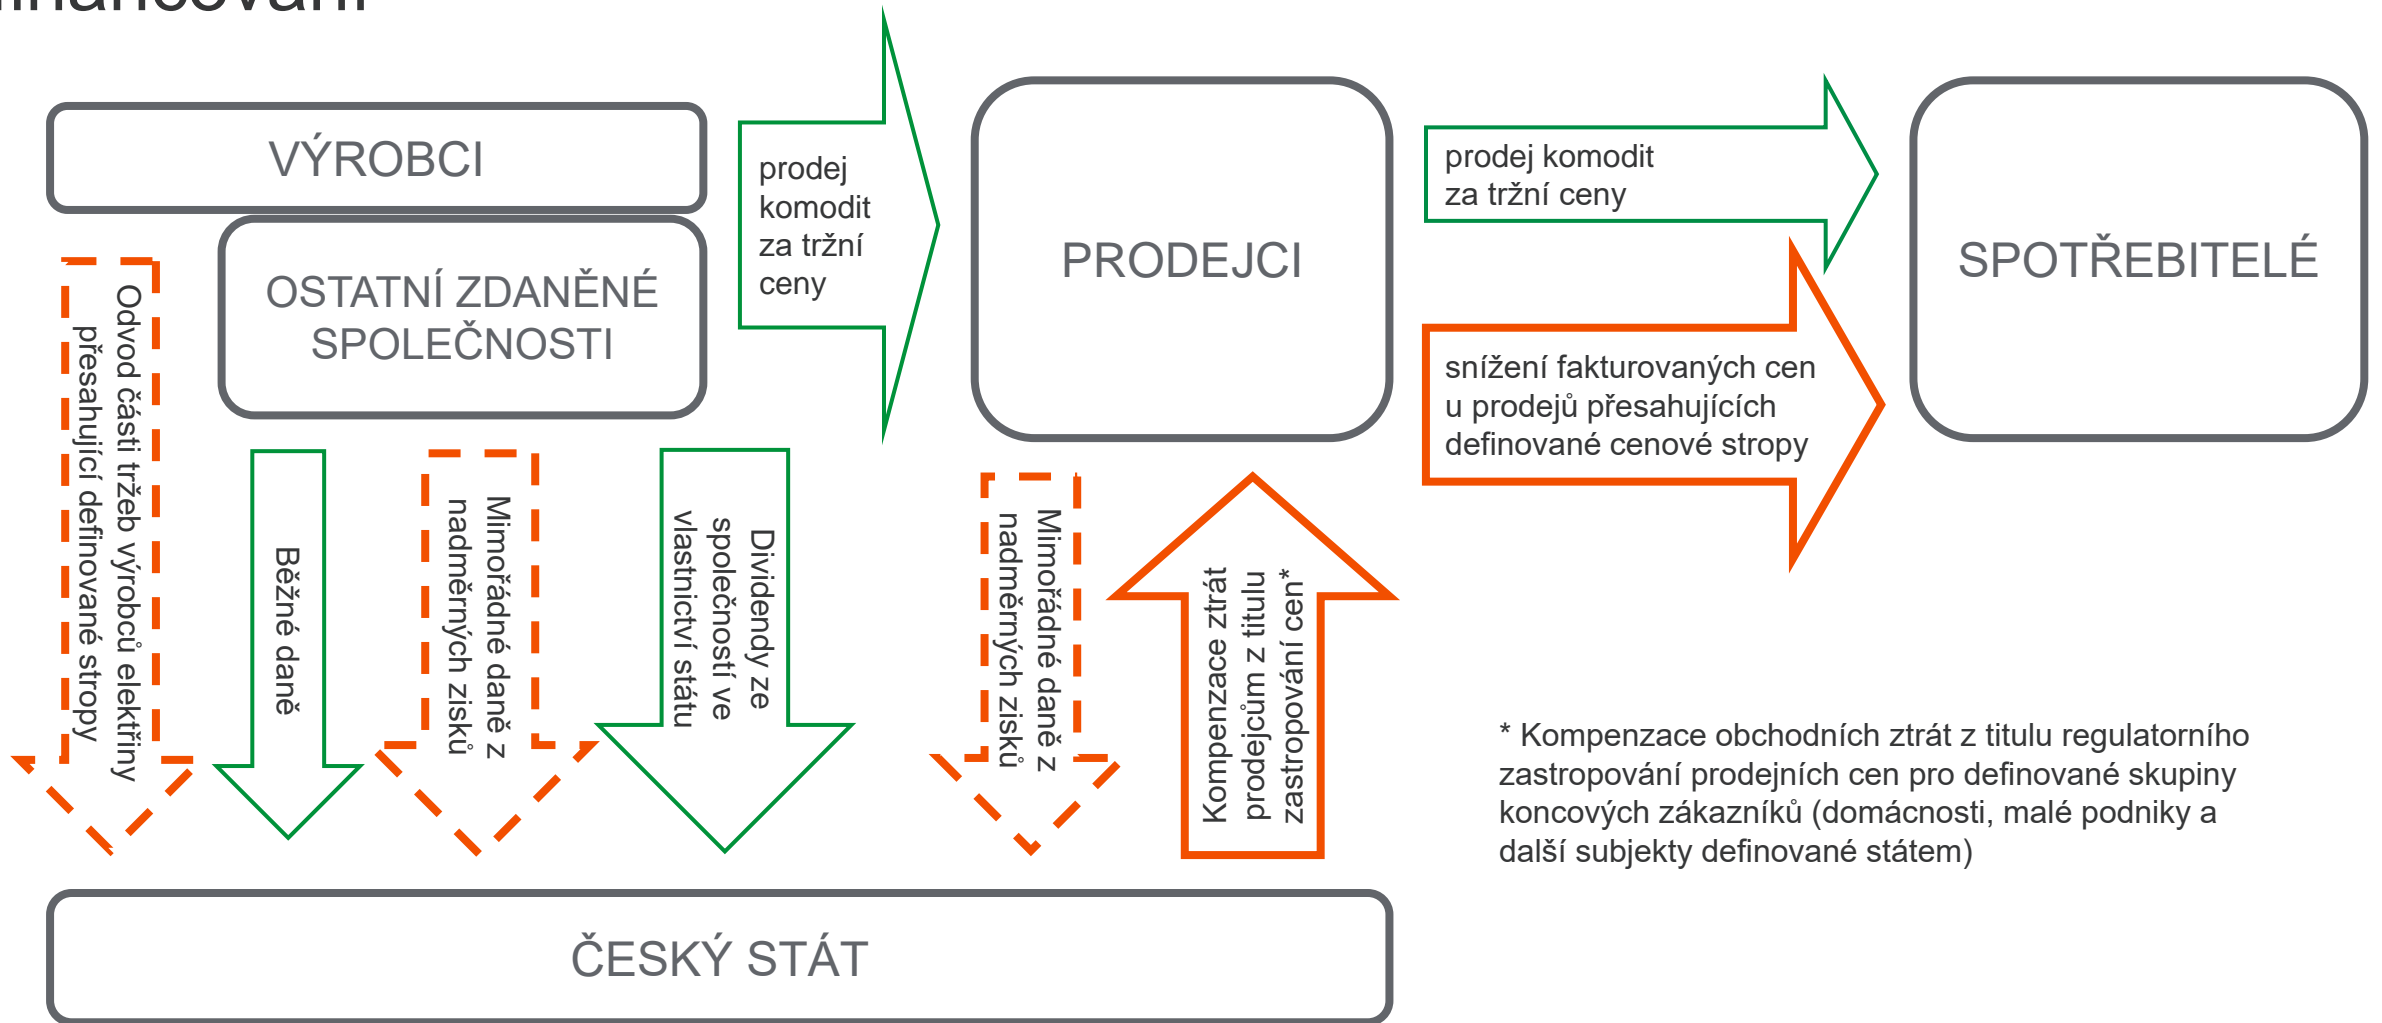 VÝROBCI
OSTATNÍ ZDANĚNÉ
SPOLEČNOSTI
prodej
komodit
za tržní
ceny
PRODEJCI
prodej komodit
za tržní ceny
snížení fakturovaných cen
u prodejů přesahujících
definované cenové stropy
SPOTŘEBITELÉ
Odvod části tržeb výrobců elektřiny
přesahující definované stropy
Běžné daně
Mimořádné daně z
nadměrných zisků
Dividendy ze
společností ve
vlastnictví státu
Mimořádné daně z
nadměrných zisků
Kompenzace ztrát
prodejcům z titulu
zastropování cen*
* Kompenzace obchodních ztrát z titulu regulatorního
zastropování prodejních cen pro definované skupiny
koncových zákazníků (domácnosti, malé podniky a
další subjekty definované státem)
ČESKÝ STÁT